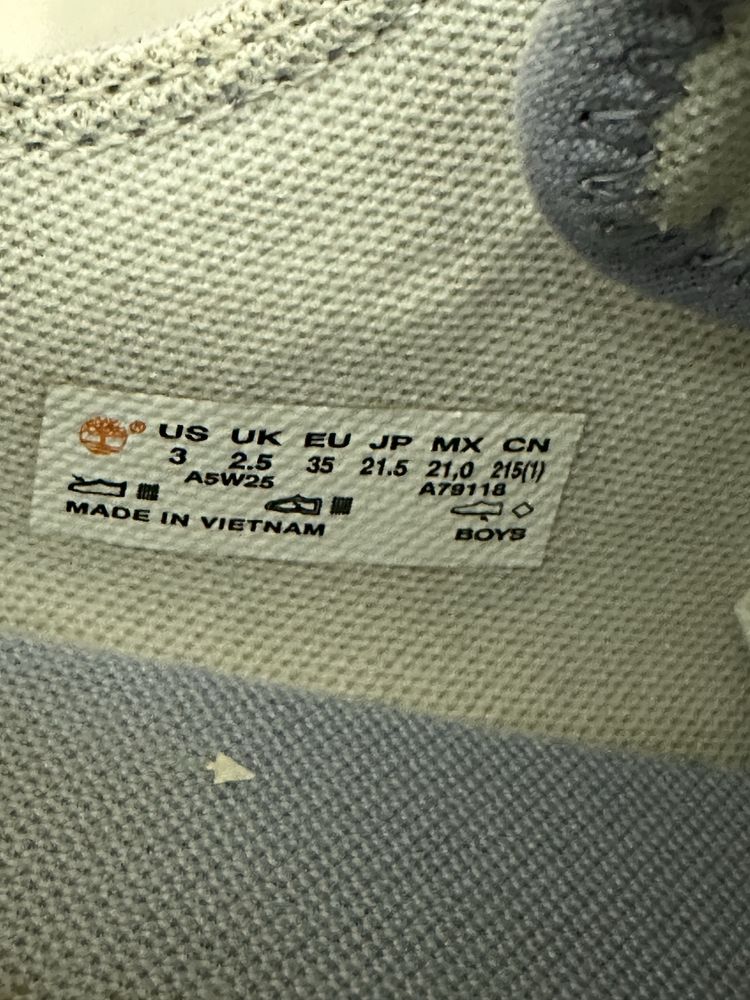 ® US UK EU JP MX CN
3 2.5 35 21.5 21,0 215(1)
A5W25 A79118
MADE IN VIETNAM BOYS